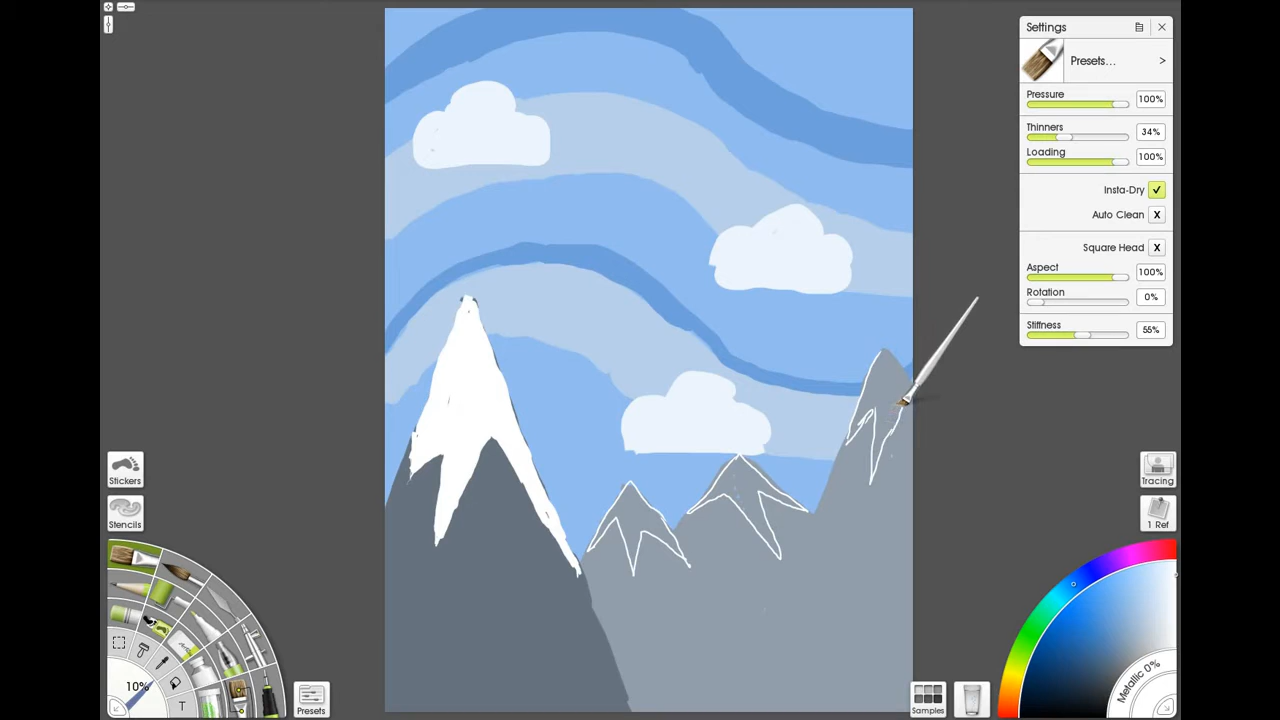 Settings
Presets... >
Pressure 100%
Thinners 34%
Loading 100%
Insta-Dry
Auto Clean X
Square Head X
Aspect 100%
Rotation 0%
Stiffness 55%
Stickers
Stencils
Tracing
1 Ref
10%
T
Presets
Samples
Metallic 0%